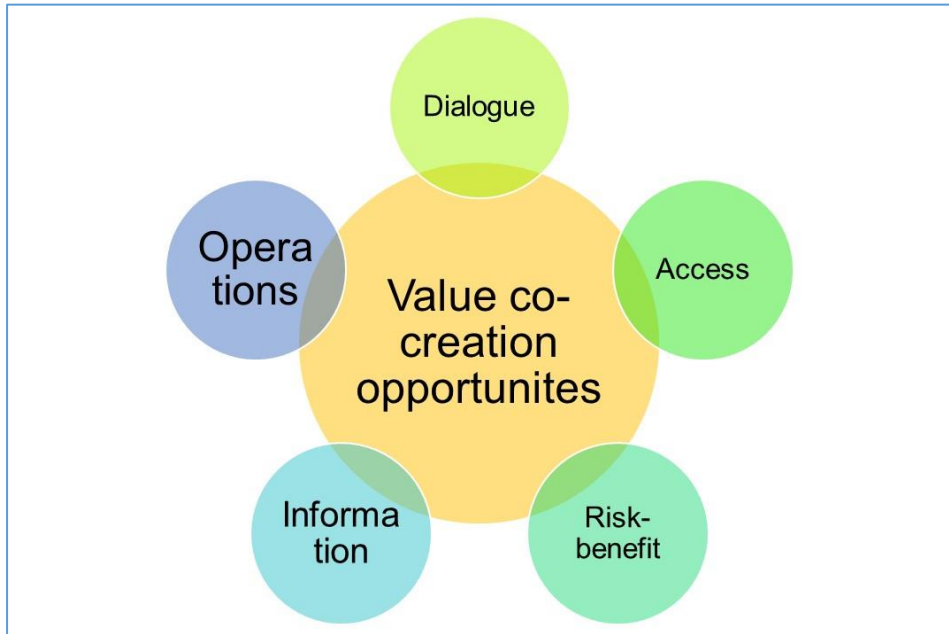 Dialogue
Opera
tions
Value co-
creation
opportunites
Access
Informa
tion
Risk-
benefit